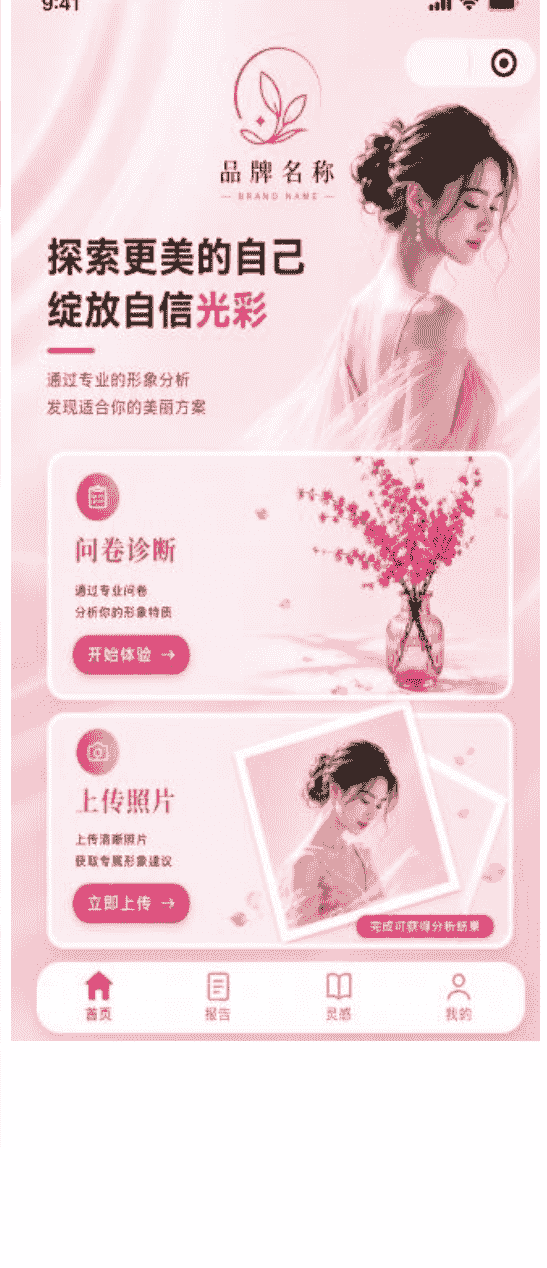 9:41
品牌名称
— BRAND NAME —
探索更美的自己
绽放自信光彩
通过专业的形象分析
发现适合你的美丽方案
问卷诊断
通过专业问卷
分析你的形象特质
开始体验 →
上传照片
上传清晰照片
获取专属形象建议
立即上传 →
完成可获得分析结果
首页
报告
灵感
我的